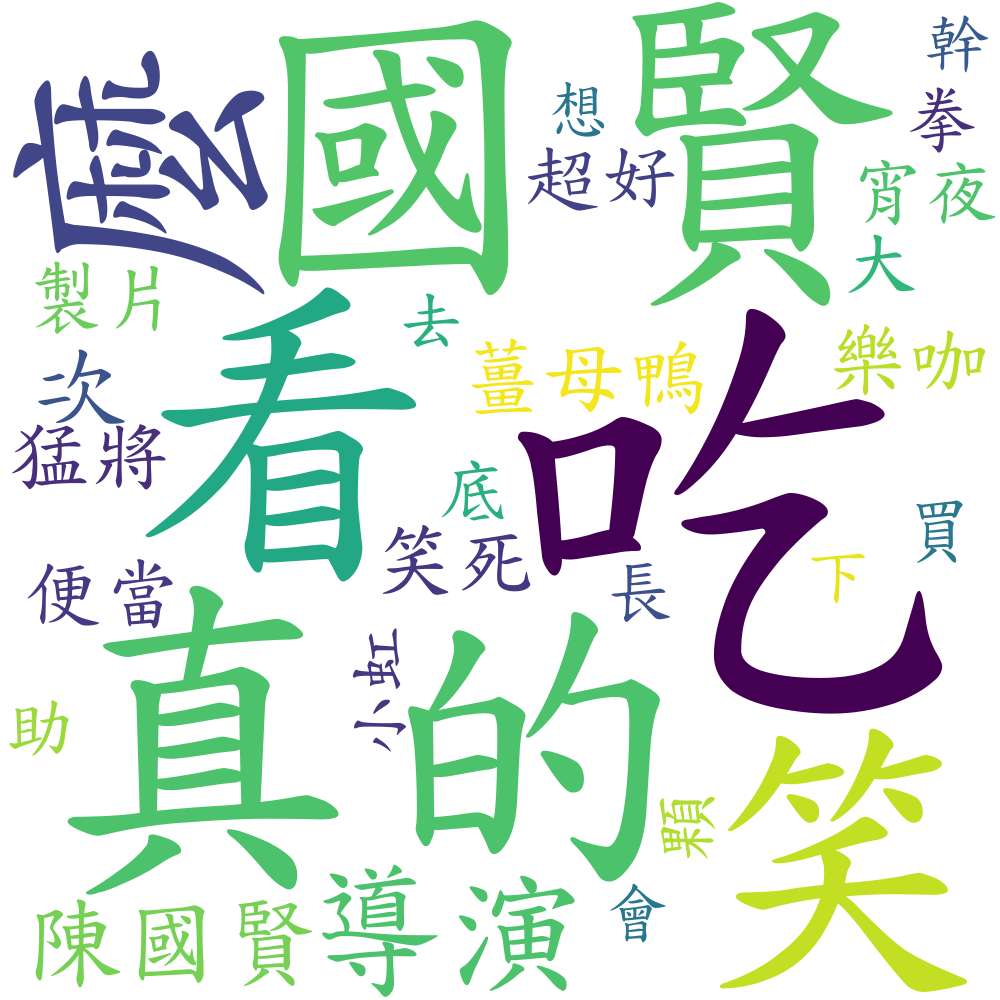 國賢
麼
想
幹
超好
拳
宵夜
大
製片
去
看
吃
薑母鴨
樂咖
次
猛將
底
笑死
買
下
長
便當
真的
小虹
助
笑
顆
陳國賢
導演
會